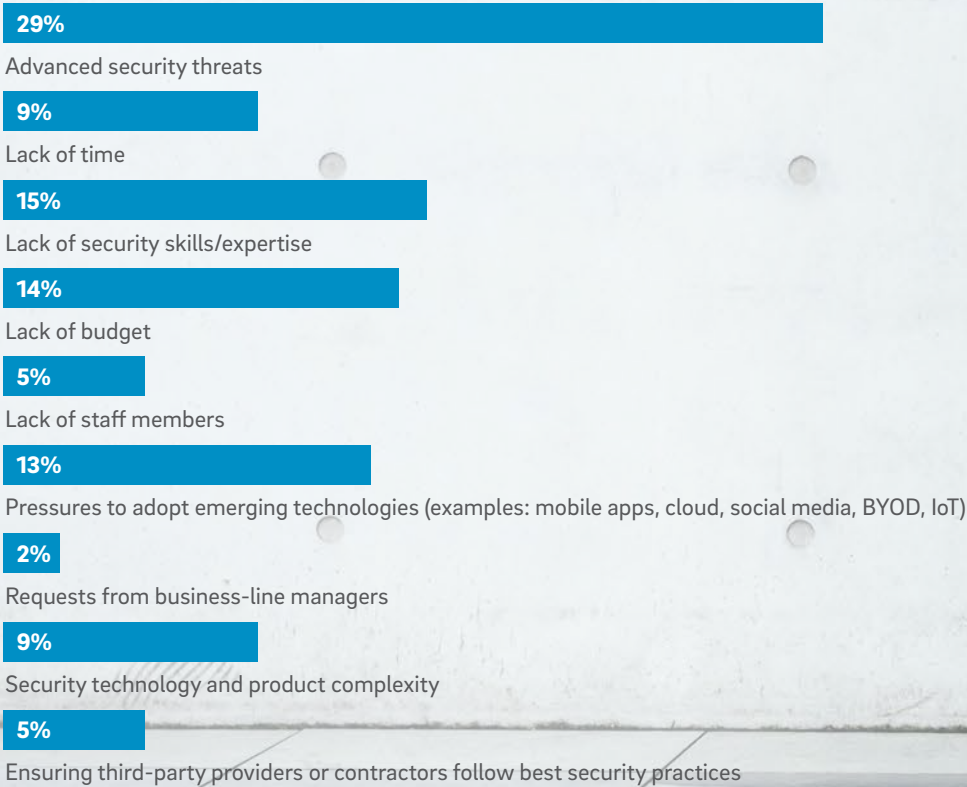 29%
Advanced security threats
9%
Lack of time
15%
Lack of security skills/expertise
14%
Lack of budget
5%
Lack of staff members
13%
Pressures to adopt emerging technologies (examples: mobile apps, cloud, social media, BYOD, IoT)
2%
Requests from business-line managers
9%
Security technology and product complexity
5%
Ensuring third-party providers or contractors follow best security practices